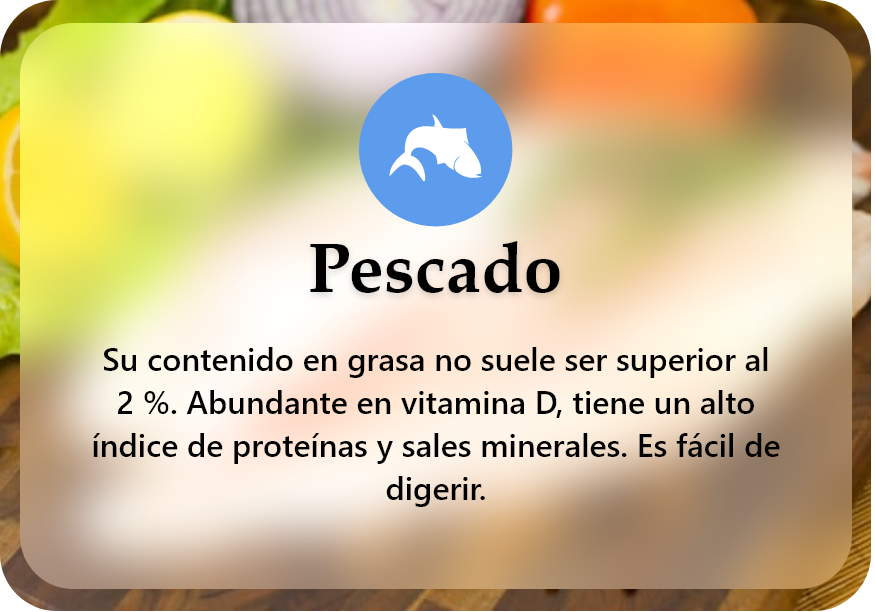 Pescado
Su contenido en grasa no suele ser superior al
2 %. Abundante en vitamina D, tiene un alto
índice de proteínas y sales minerales. Es fácil de
digerir.